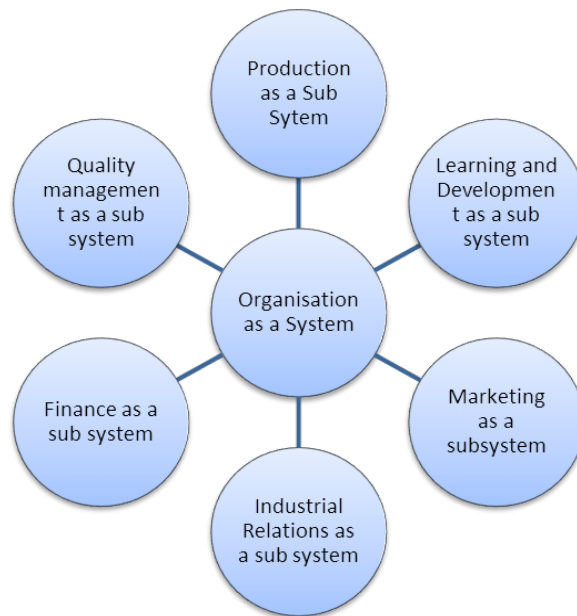 Production
as a Sub
Sytem
Quality
managemen
t as a sub
system
Learning and
Developmen
t as a sub
system
Organisation
as a System
Finance as a
sub system
Marketing
as a
subsystem
Industrial
Relations as
a sub system